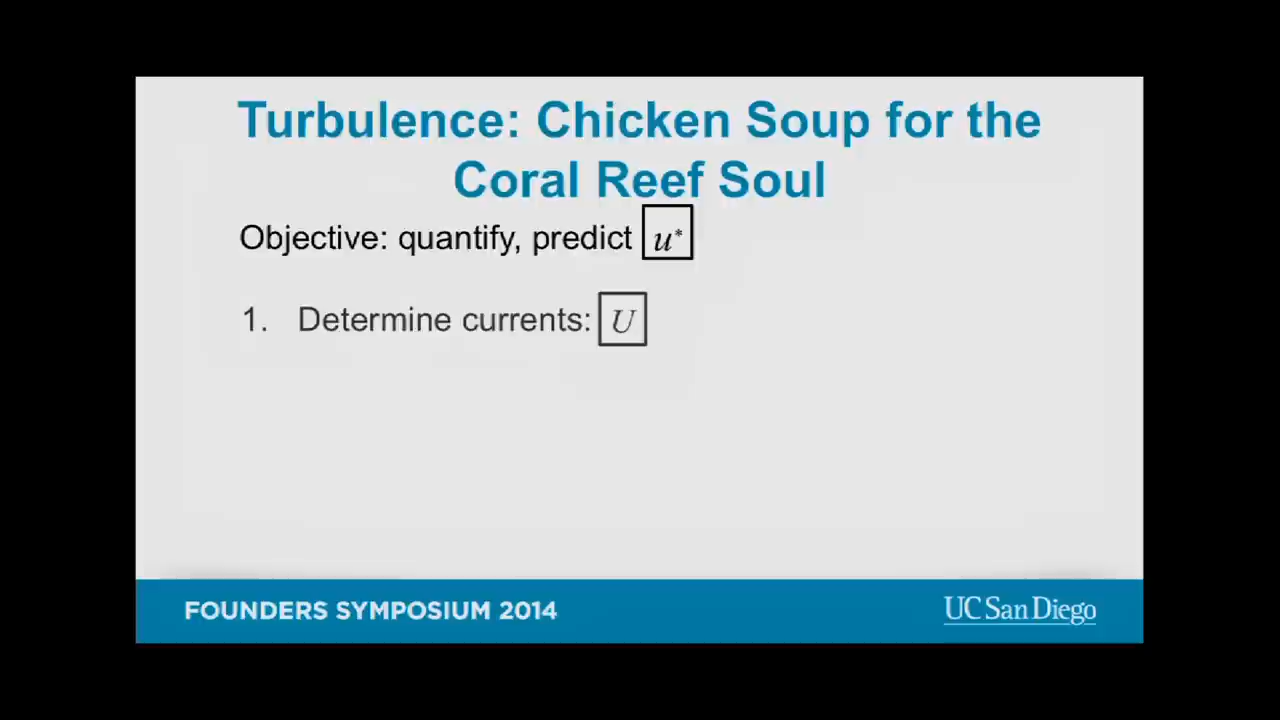 Turbulence: Chicken Soup for the
Coral Reef Soul
Objective: quantify, predict u*
1. Determine currents: U
FOUNDERS SYMPOSIUM 2014
UC San Diego